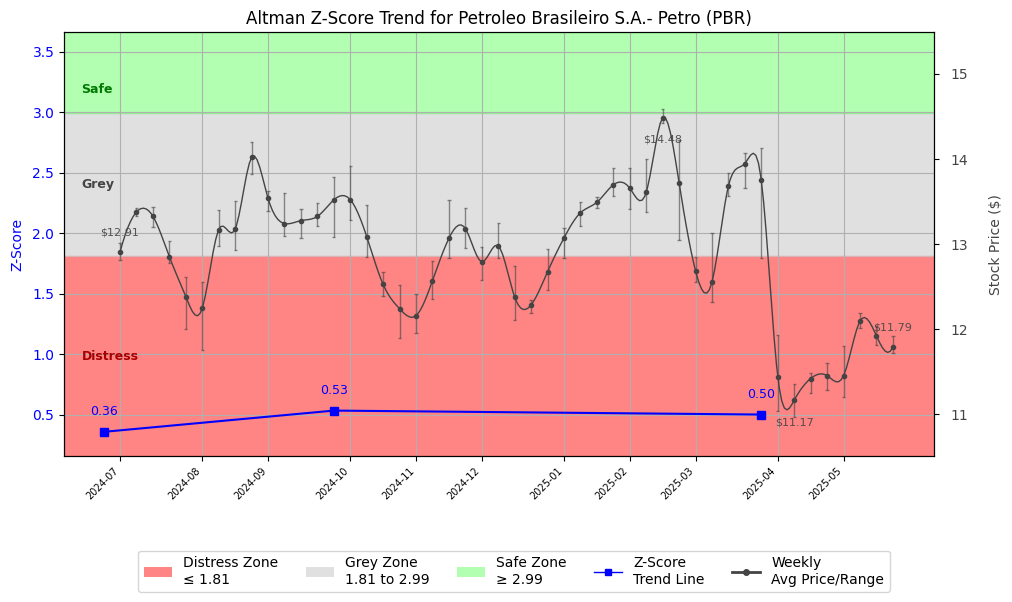 Altman Z-Score Trend for Petroleo Brasileiro S.A.- Petro (PBR)
3.5
3.0
2.5
2.0
1.5
1.0
0.5
Z-Score
Safe
Grey
Distress
$12.91
$14.48
$11.17
$11.79
0.36
0.53
0.50
15
14
13
12
11
Stock Price ($)
2024-07
2024-08
2024-09
2024-10
2024-11
2024-12
2025-01
2025-02
2025-03
2025-04
2025-05
Distress Zone
≤ 1.81
Grey Zone
1.81 to 2.99
Safe Zone
≥ 2.99
Z-Score
Trend Line
Weekly
Avg Price/Range